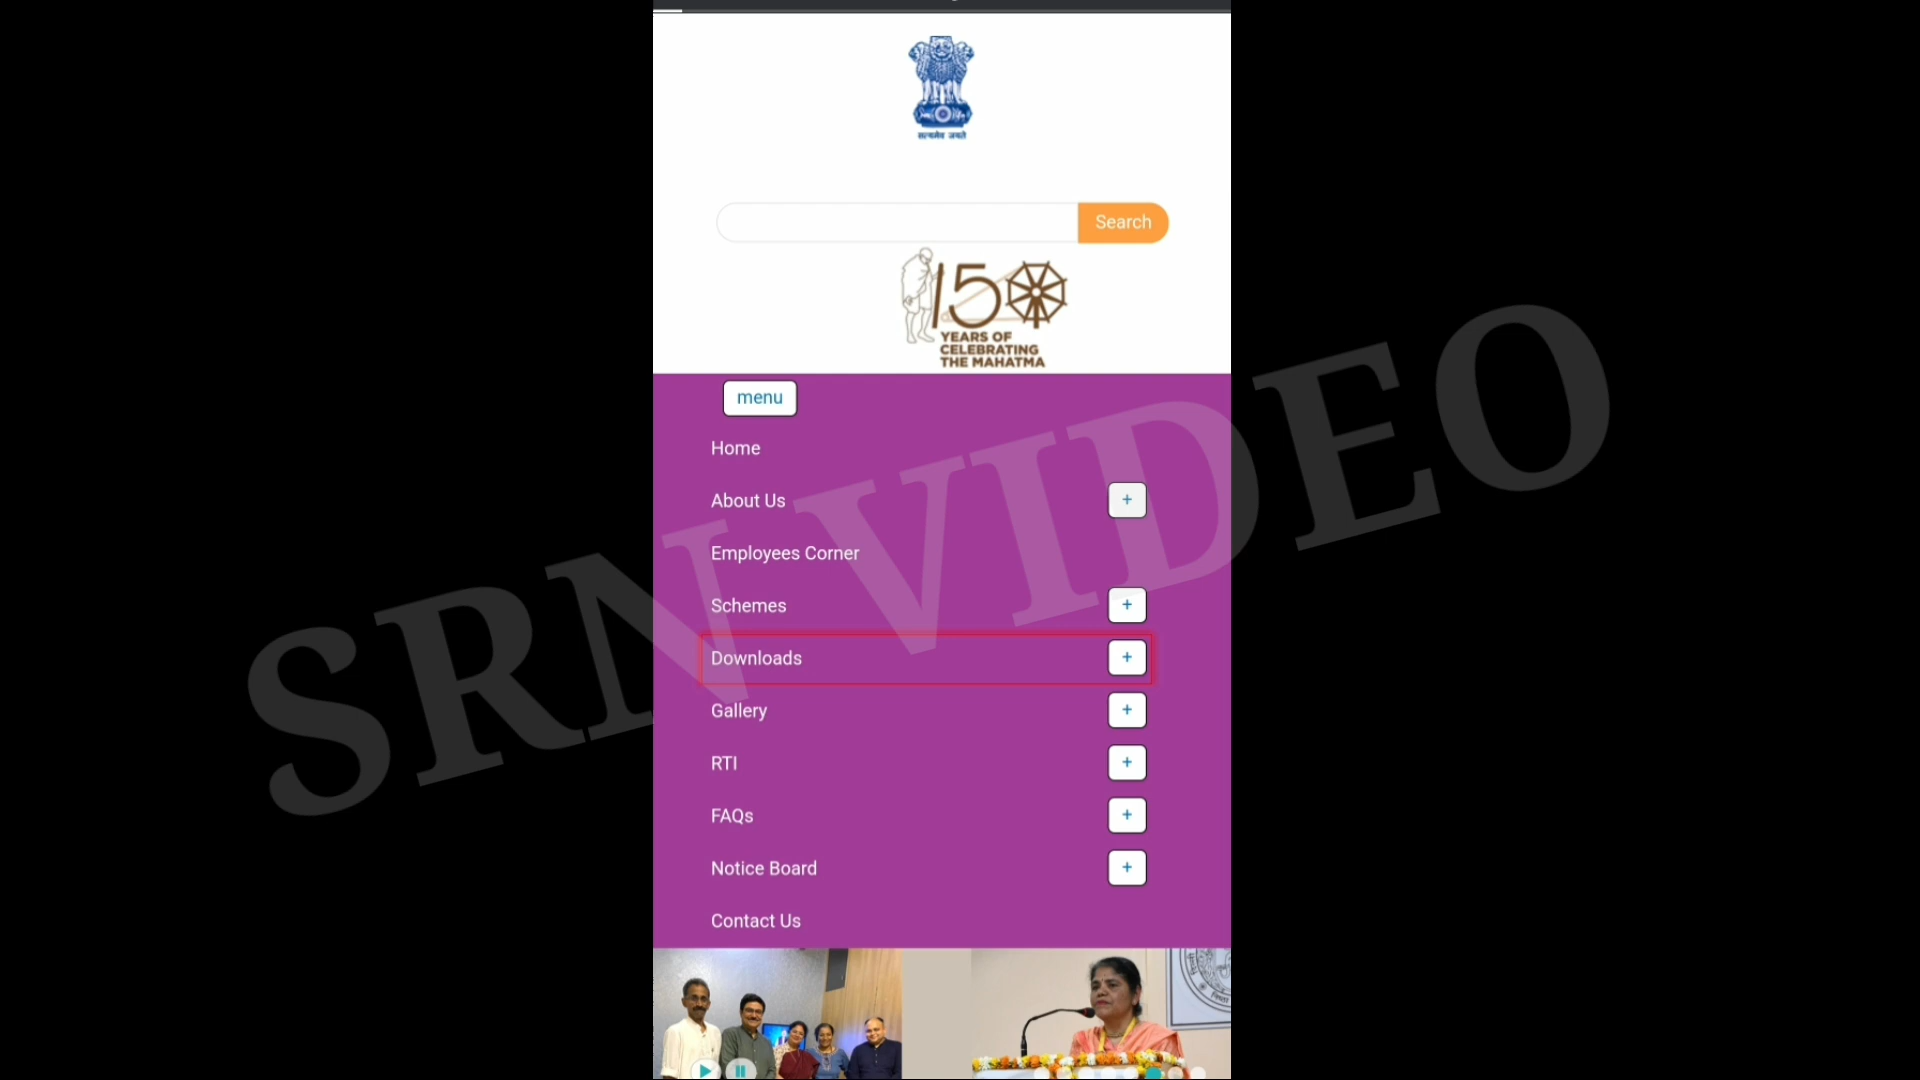 सत्यमेव जयते
Search
150
YEARS OF
CELEBRATING
THE MAHATMA
menu
Home
About Us +
Employees Corner
Schemes +
Downloads +
Gallery +
RTI +
FAQs +
Notice Board +
Contact Us
SRN VIDEO